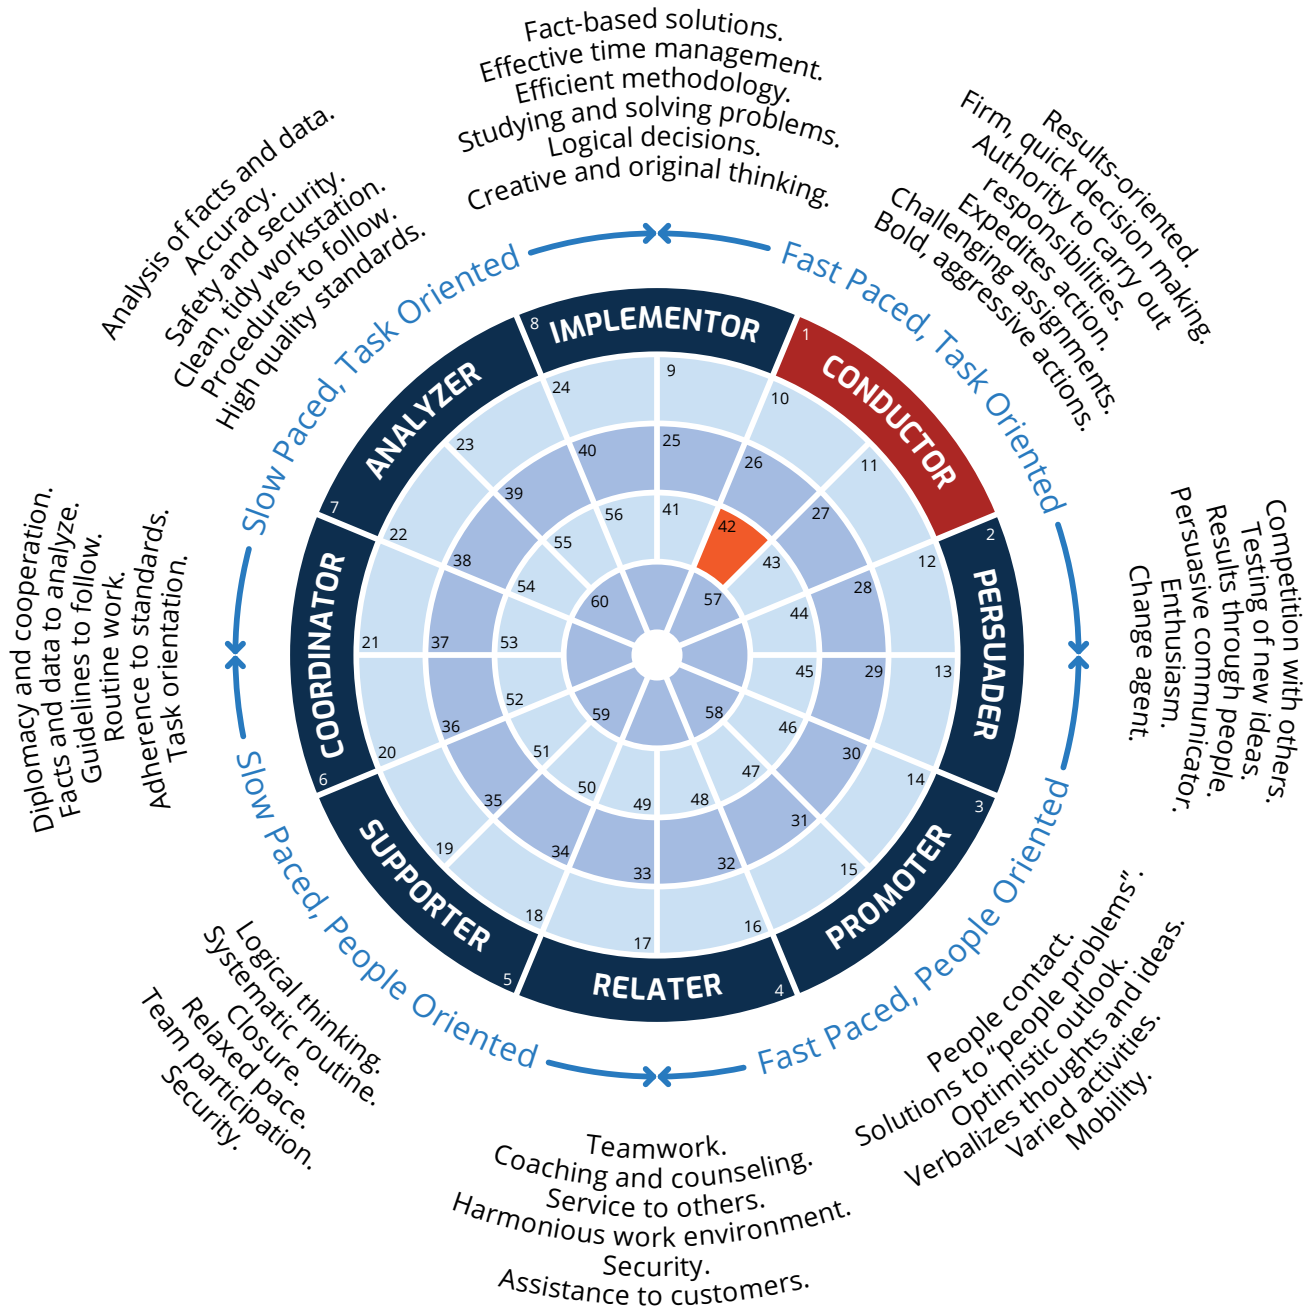 Fact-based solutions.
Effective time management.
Efficient methodology.
Studying and solving problems.
Logical decisions.
Creative and original thinking.
Results-oriented.
Firm, quick decision making.
Authority to carry out
responsibilities.
Expedites action.
Challenging assignments.
Bold, aggressive actions.
Competition with others.
Testing of new ideas.
Results through people.
Persuasive communicator.
Enthusiasm.
Change agent.
People contact.
Solutions to “people problems”.
Optimistic outlook.
Verbalizes thoughts and ideas.
Varied activities.
Mobility.
Teamwork.
Coaching and counseling.
Service to others.
Harmonious work environment.
Security.
Assistance to customers.
Logical thinking.
Systematic routine.
Closure.
Relaxed pace.
Team participation.
Security.
Diplomacy and cooperation.
Facts and data to analyze.
Guidelines to follow.
Routine work.
Adherence to standards.
Task orientation.
Analysis of facts and data.
Accuracy.
Safety and security.
Clean, tidy workstation.
Procedures to follow.
High quality standards.
Slow Paced, Task Oriented
Fast Paced, Task Oriented
Fast Paced, People Oriented
Slow Paced, People Oriented
8 IMPLEMENTOR
1 CONDUCTOR
2 PERSUADER
3 PROMOTER
4 RELATER
5 SUPPORTER
6 COORDINATOR
7 ANALYZER
9
10
11
12
13
14
15
16
17
18
19
20
21
22
23
24
25
26
27
28
29
30
31
32
33
34
35
36
37
38
39
40
41
42
43
44
45
46
47
48
49
50
51
52
53
54
55
56
57
58
59
60